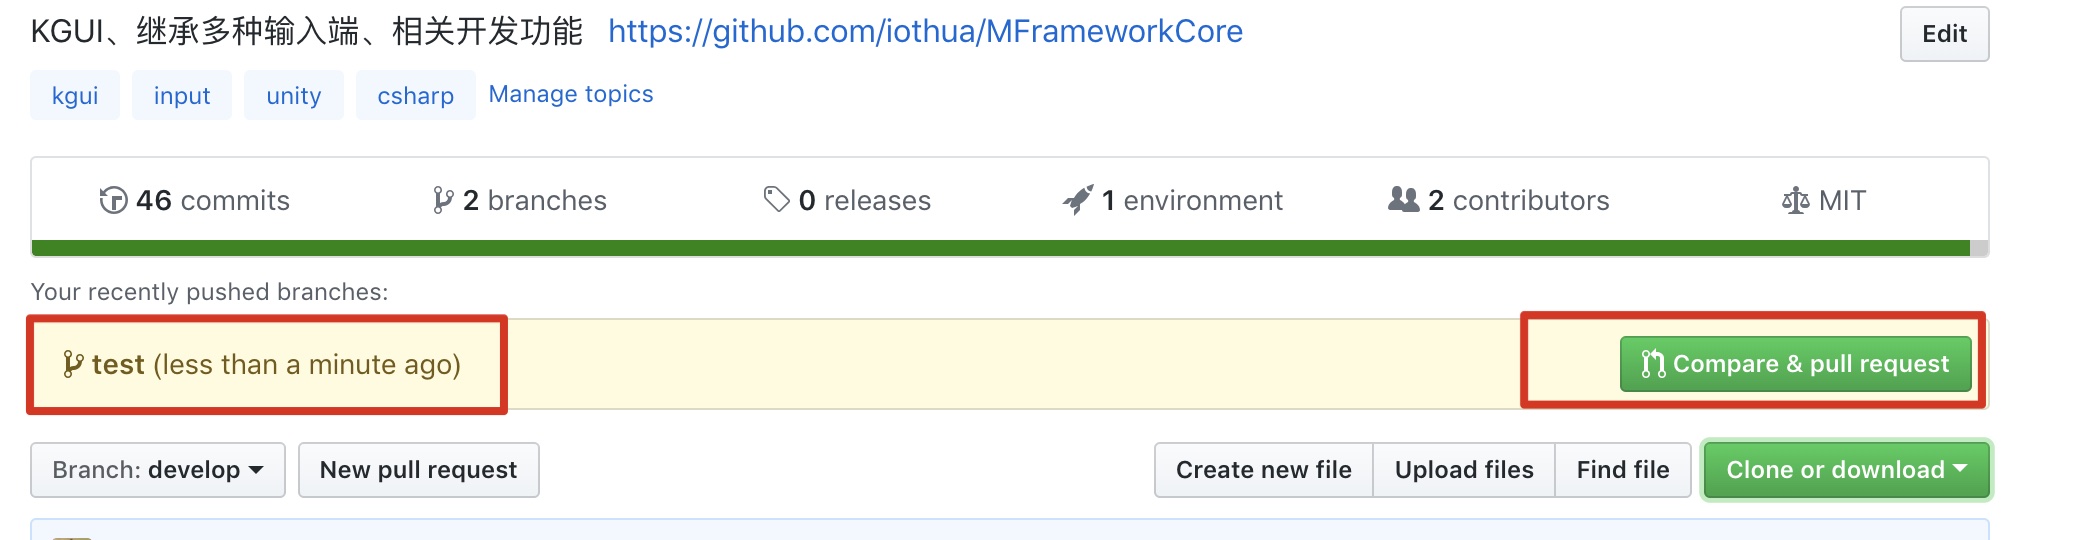 KGUI、继承多种输入端、相关开发功能 https://github.com/iothua/MFrameworkCore Edit
kgui input unity csharp Manage topics
46 commits 2 branches 0 releases 1 environment 2 contributors MIT
Your recently pushed branches:
test (less than a minute ago) Compare & pull request
Branch: develop New pull request Create new file Upload files Find file Clone or download